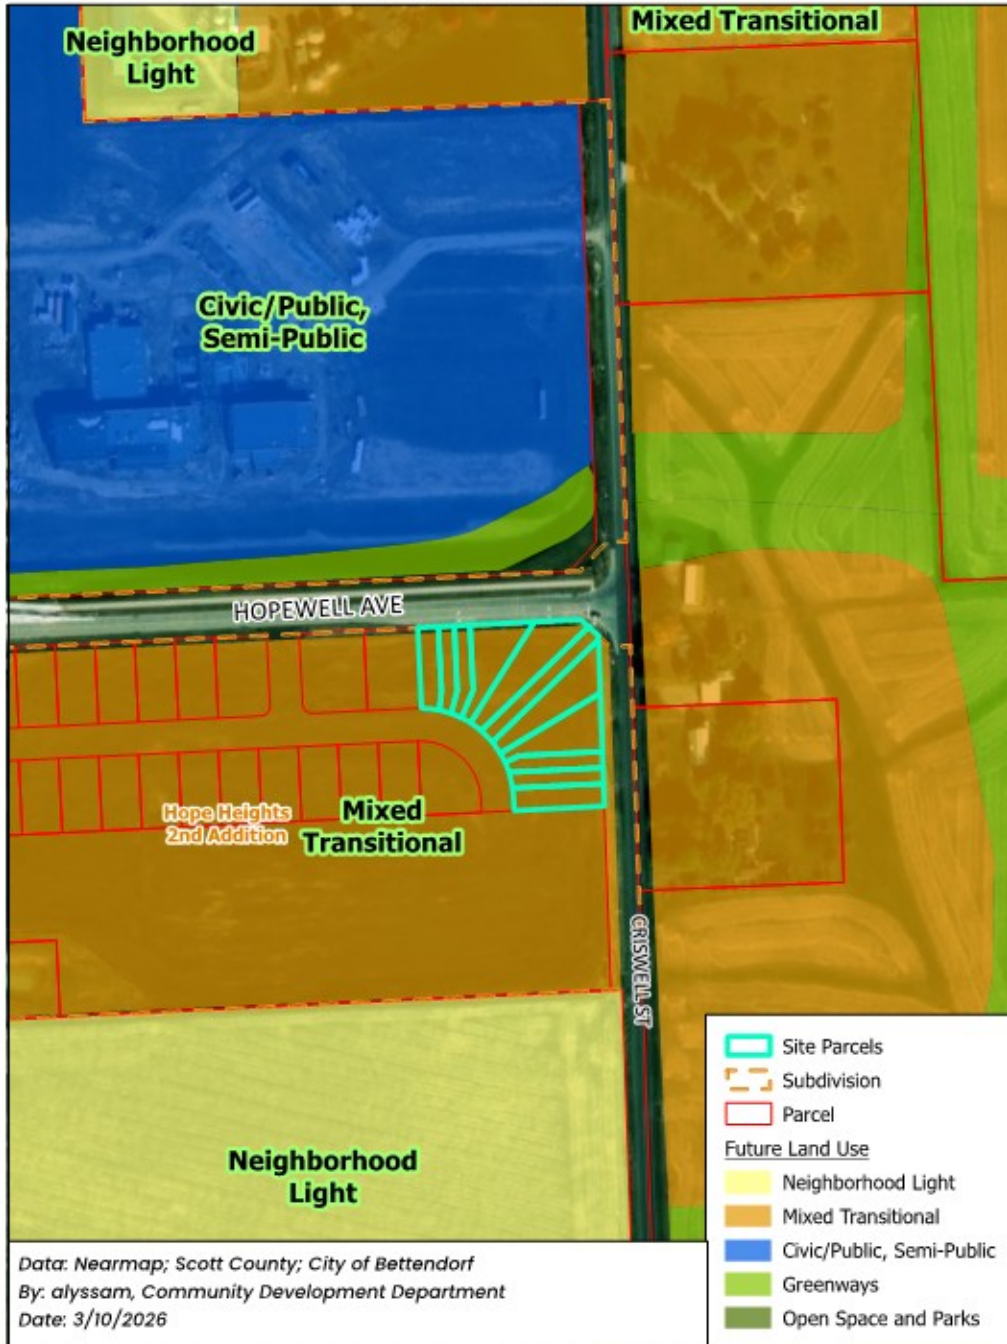 Mixed Transitional
Neighborhood
Light
Civic/Public,
Semi-Public
HOPEWELL AVE
Hope Heights
2nd Addition
Mixed
Transitional
CRISWELL ST
Neighborhood
Light
Site Parcels
Subdivision
Parcel
Future Land Use
Neighborhood Light
Mixed Transitional
Civic/Public, Semi-Public
Greenways
Open Space and Parks
Data: Nearmap; Scott County; City of Bettendorf
By: alyssam, Community Development Department
Date: 3/10/2026